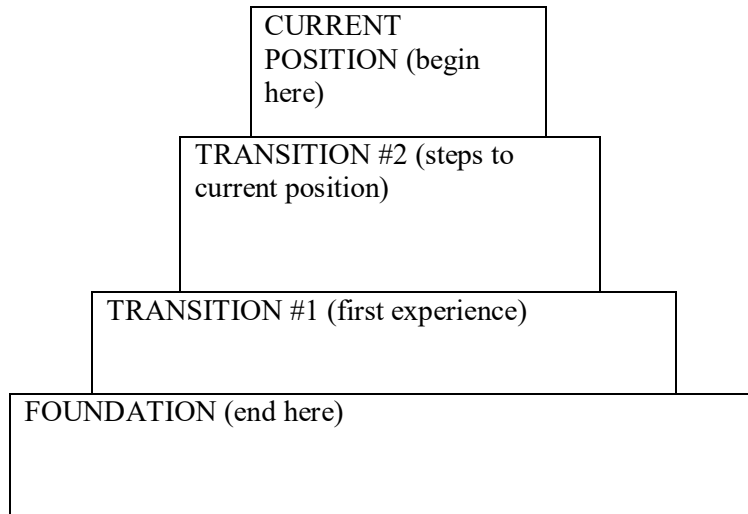 CURRENT
POSITION (begin
here)
TRANSITION #2 (steps to
current position)
TRANSITION #1 (first experience)
FOUNDATION (end here)